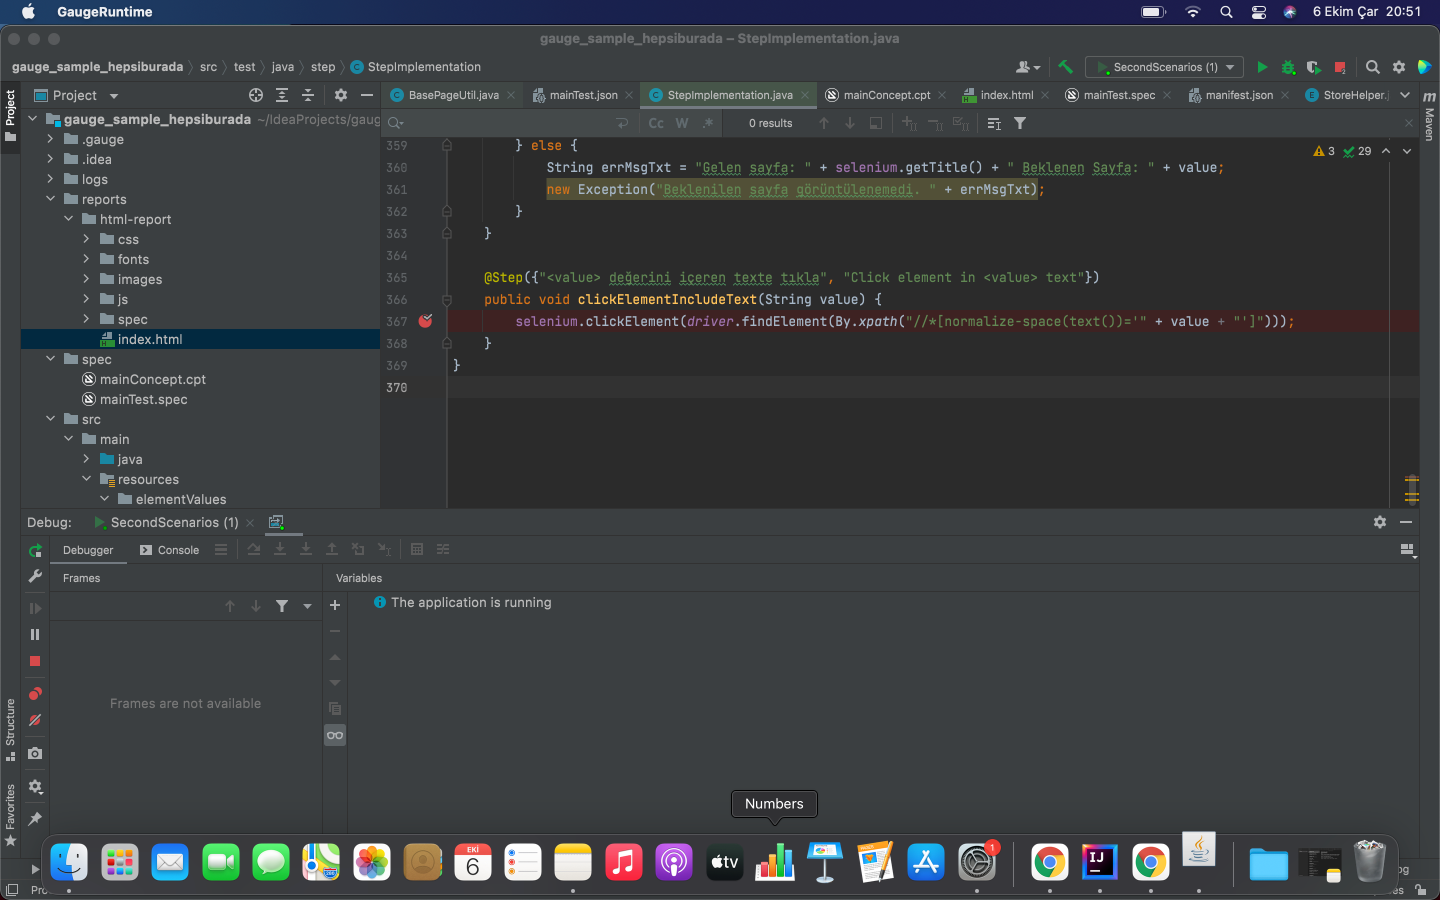 GaugeRuntime
6 Ekim Çar 20:51
gauge_sample_hepsiburada – StepImplementation.java
gauge_sample_hepsiburada src test java step StepImplementation
SecondScenarios (1)
Project
Project
BasePageUtil.java
mainTest.json
StepImplementation.java
mainConcept.cpt
index.html
mainTest.spec
manifest.json
StoreHelper.j
Maven
gauge_sample_hepsiburada ~/IdeaProjects/gaug
.gauge
.idea
logs
reports
html-report
css
fonts
images
js
spec
index.html
spec
mainConcept.cpt
mainTest.spec
src
main
java
resources
elementValues
Cc W .* 0 results
3 29
359 } else {
360 String errMsgTxt = "Gelen sayfa: " + selenium.getTitle() + " Beklenen Sayfa: " + value;
361 new Exception("Beklenilen sayfa görüntülenemedi. " + errMsgTxt);
362 }
363 }
364
365 @Step({"<value> değerini içeren texte tıkla", "Click element in <value> text"})
366 public void clickElementIncludeText(String value) {
367 selenium.clickElement(driver.findElement(By.xpath("//*[normalize-space(text())='" + value + "']")));
368 }
369 }
370
Debug: SecondScenarios (1)
Debugger Console
Frames
Variables
The application is running
Frames are not available
Structure
Favorites
Numbers
EKİ
6
tv
1
IJ